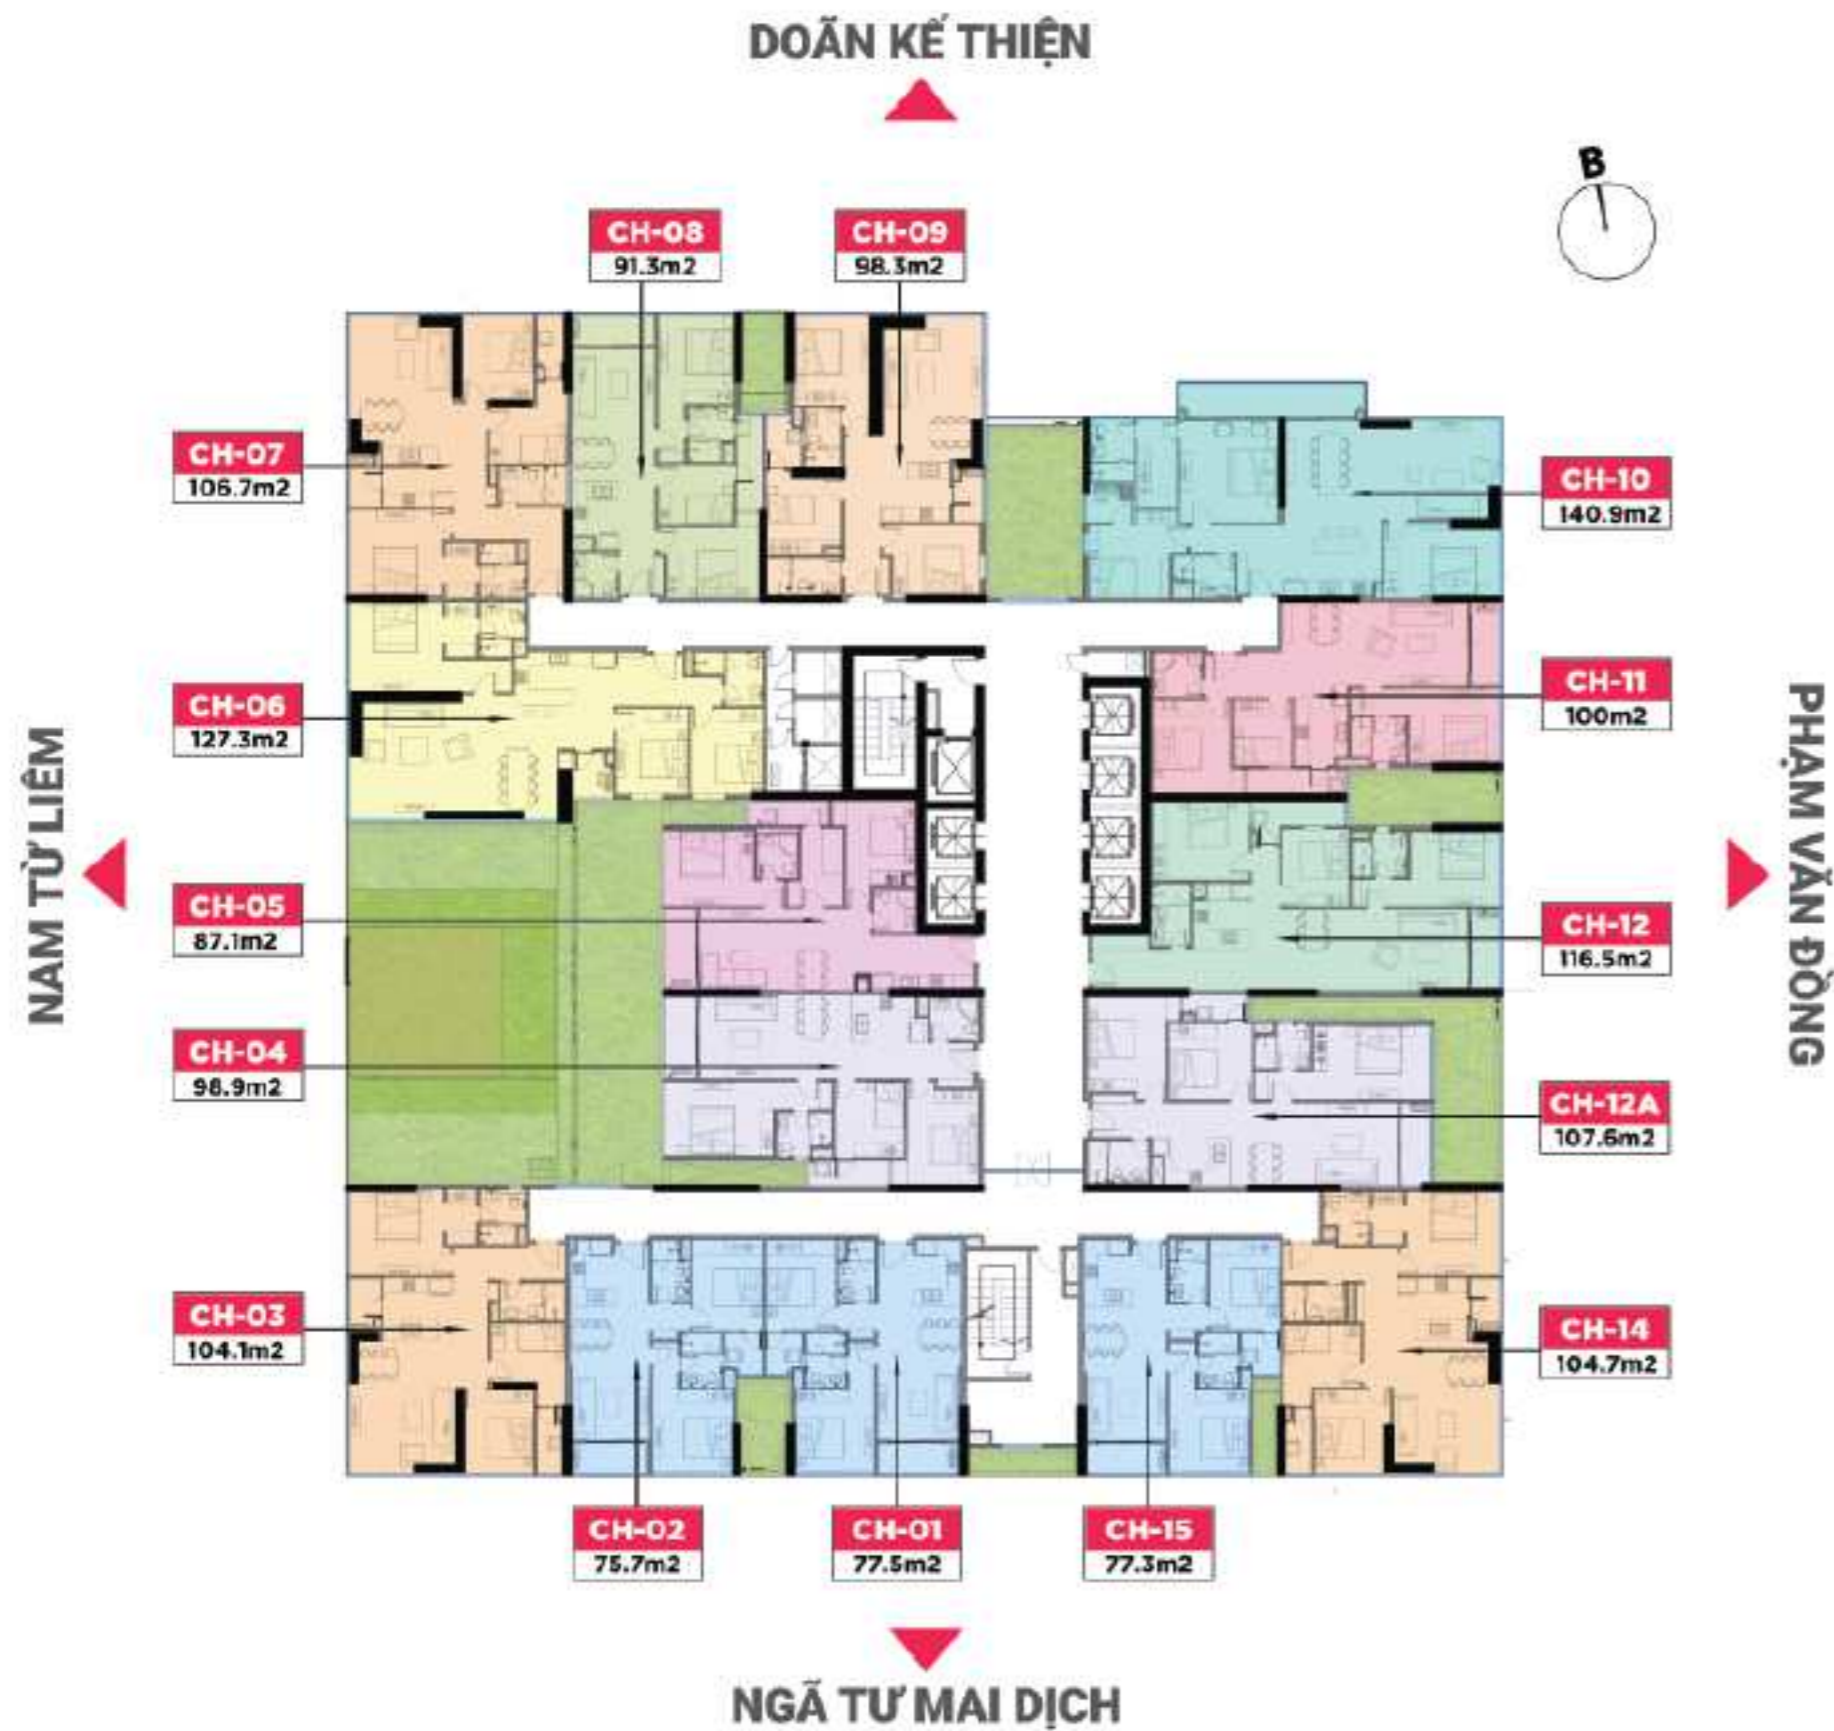 DOÃN KẾ THIỆN
B
CH-08
91.3m2
CH-09
98.3m2
CH-07
106.7m2
CH-10
140.9m2
CH-06
127.3m2
CH-11
100m2
NAM TỪ LIÊM
PHẠM VĂN ĐỒNG
CH-05
87.1m2
CH-12
116.5m2
CH-04
98.9m2
CH-12A
107.6m2
CH-03
104.1m2
CH-14
104.7m2
CH-02
75.7m2
CH-01
77.5m2
CH-15
77.3m2
NGÃ TƯ MAI DỊCH